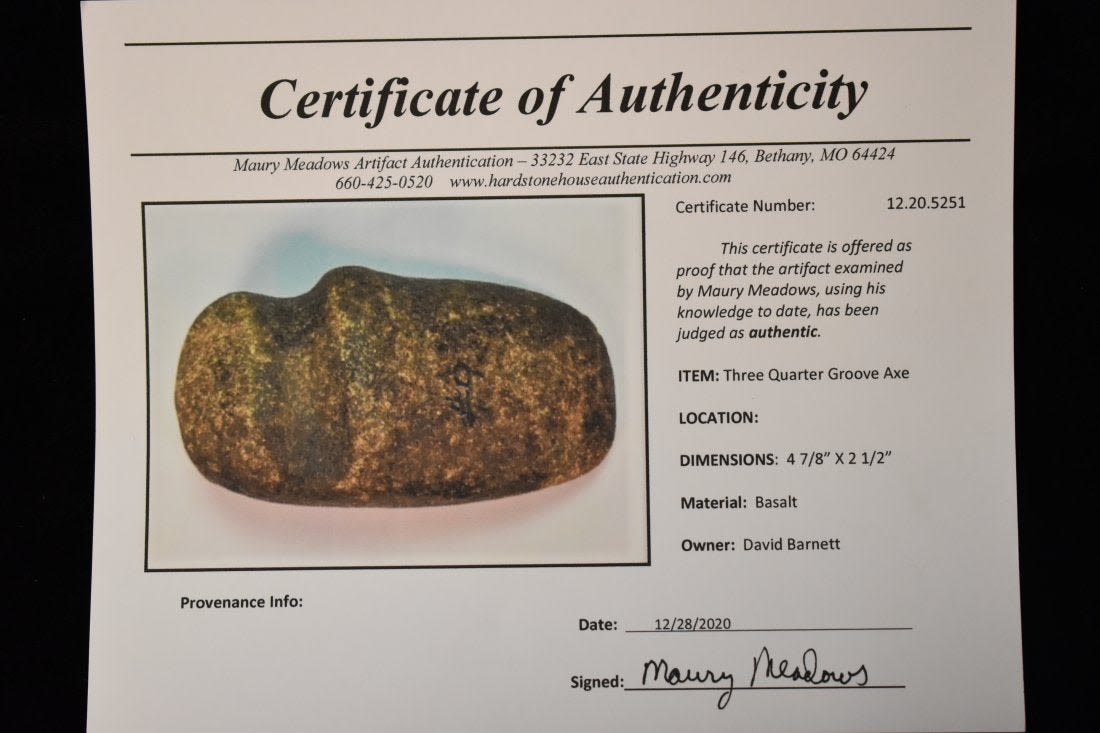 Certificate of Authenticity
Maury Meadows Artifact Authentication – 33232 East State Highway 146, Bethany, MO 64424
660-425-0520 www.hardstonehouseauthentication.com
Certificate Number: 12.20.5251
This certificate is offered as
proof that the artifact examined
by Maury Meadows, using his
knowledge to date, has been
judged as authentic.
ITEM: Three Quarter Groove Axe
LOCATION:
DIMENSIONS: 4 7/8” X 2 1/2”
Material: Basalt
Owner: David Barnett
Provenance Info:
Date: 12/28/2020
Signed: Maury Meadows